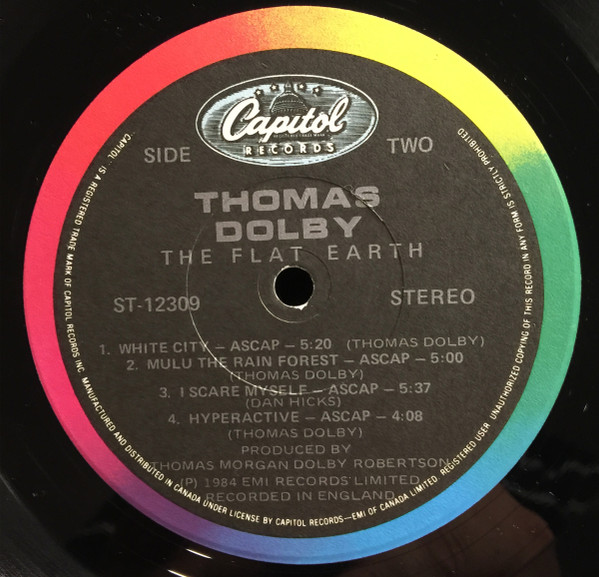 Capitol
RECORDS
SIDE TWO
THOMAS
DOLBY
THE FLAT EARTH
ST-12309 STEREO
1. WHITE CITY – ASCAP – 5:20 (THOMAS DOLBY)
2. MULU THE RAIN FOREST – ASCAP – 5:00
(THOMAS DOLBY)
3. I SCARE MYSELF – ASCAP – 5:37
(DAN HICKS)
4. HYPERACTIVE – ASCAP – 4:08
(THOMAS DOLBY)
PRODUCED BY
THOMAS MORGAN DOLBY ROBERTSON
(P) 1984 EMI RECORDS LIMITED
RECORDED IN ENGLAND
CAPITOL IS A REGISTERED TRADE MARK OF CAPITOL RECORDS INC. MANUFACTURED AND DISTRIBUTED IN CANADA UNDER LICENSE BY CAPITOL RECORDS—EMI OF CANADA LIMITED. REGISTERED USER. UNAUTHORIZED COPYING OF THIS RECORD IN ANY FORM IS STRICTLY PROHIBITED